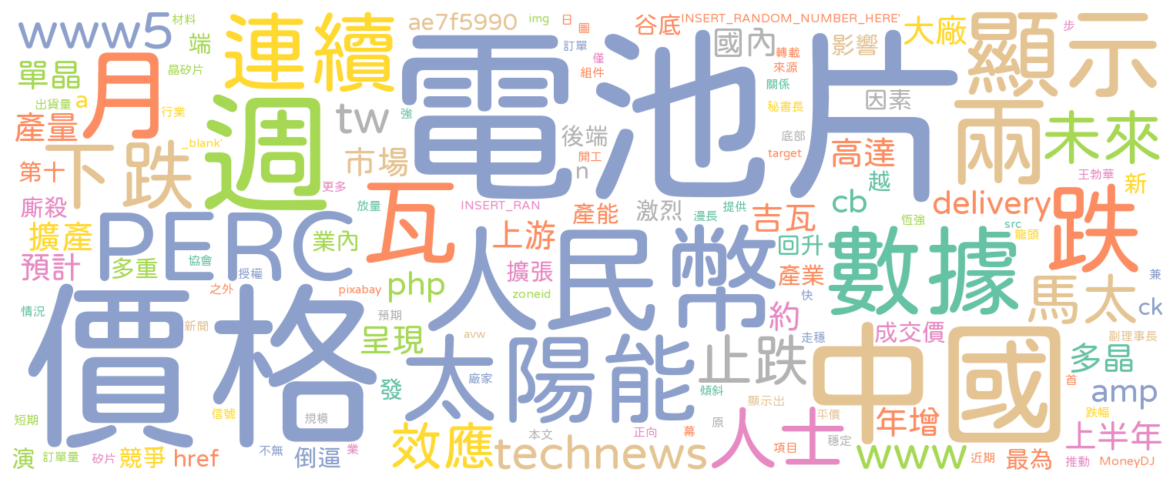 www5
材料
端
連續
ae7f5990
img
日
圖
訂單
僅
組件
谷底
INSERT_RANDOM_NUMBER_HERE'
國內
轉載
來源
影響
大廠
顯示
步
單晶
晶矽片
月
電池片
關係
因素
出貨量
a
行業
週
tw
強
秘書長
兩
未來
產量
_blank'
後端
底部
開工
target
高達
第十
下跌
市場
n
越
王勃華
新
更多
廝殺
放量
瓦
INSERT_RAN
產能
激烈
漫長
提供
吉瓦
cb
delivery
跌
恆強
src
龍頭
擴產
PERC
業內
上游
回升
數據
預計
多重
協會
授權
人民幣
擴張
產業
馬太
之外
pixabay
php
zoneid
快
兼
ck
情況
價格
新聞
預期
呈現
avw
約
走穩
成交價
副理事長
太陽能
止跌
中國
多晶
發
廠家
傾斜
首
amp
短期
信號
規模
顯示出
平價
年增
跌幅
本文
正向
幕
原
人士
項目
穩定
上半年
演
訂單量
矽片
競爭
href
不無
倒逼
業
效應
technews
www
近期
最為
推動
MoneyDJ